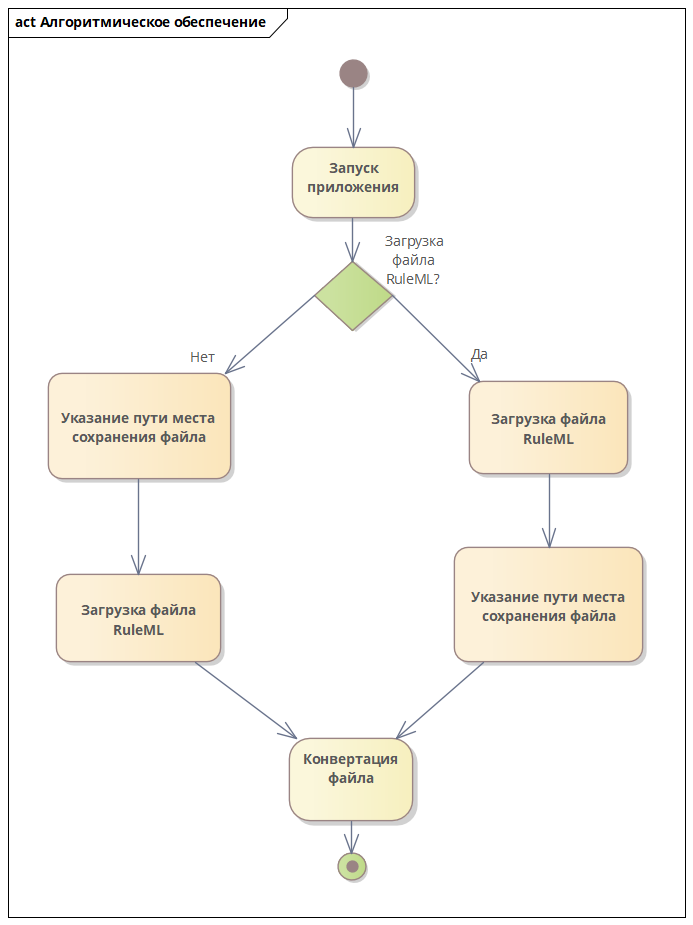 act Алгоритмическое обеспечение
Запуск
приложения
Загрузка
файла
RuleML?
Нет
Да
Указание пути места
сохранения файла
Загрузка файла
RuleML
Загрузка файла
RuleML
Указание пути места
сохранения файла
Конвертация
файла